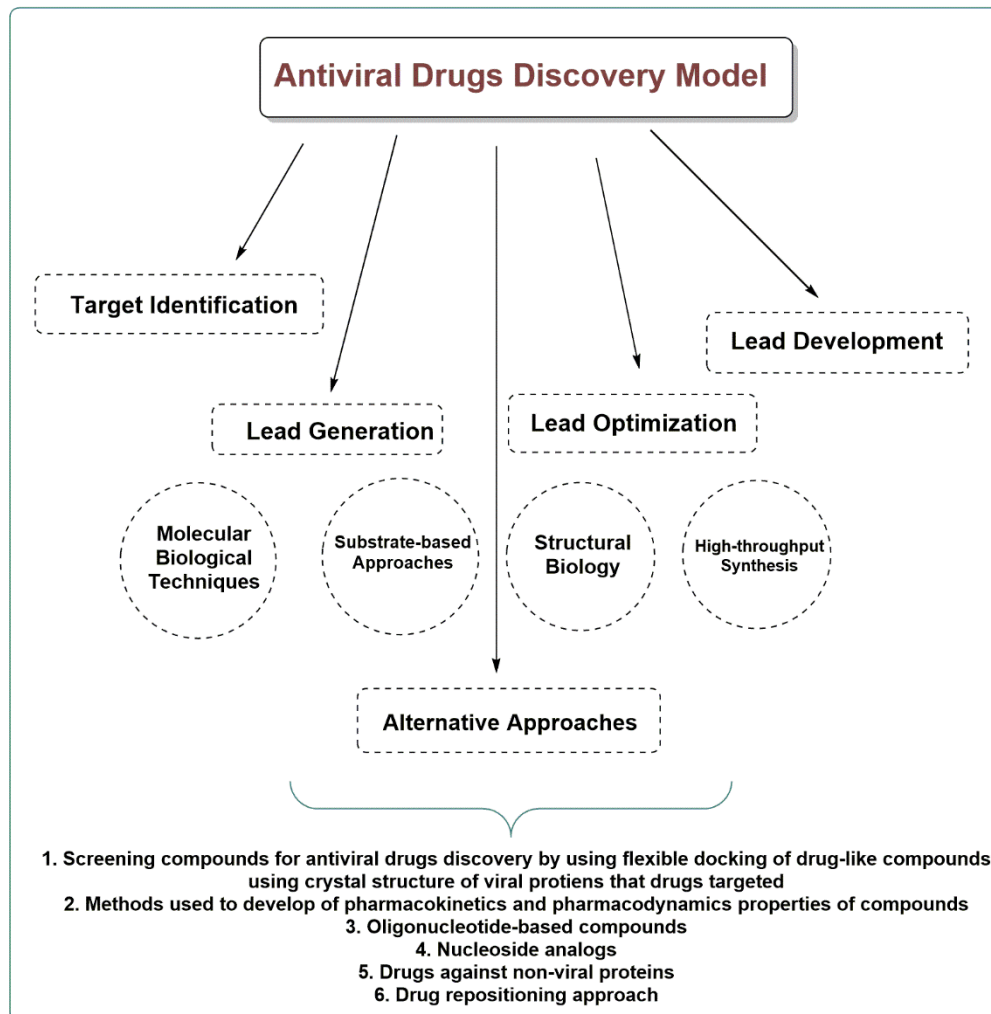 Antiviral Drugs Discovery Model
Target Identification
Lead Development
Lead Generation
Lead Optimization
Molecular
Biological
Techniques
Substrate-based
Approaches
Structural
Biology
High-throughput
Synthesis
Alternative Approaches
1. Screening compounds for antiviral drugs discovery by using flexible docking of drug-like compounds
using crystal structure of viral protiens that drugs targeted
2. Methods used to develop of pharmacokinetics and pharmacodynamics properties of compounds
3. Oligonucleotide-based compounds
4. Nucleoside analogs
5. Drugs against non-viral proteins
6. Drug repositioning approach